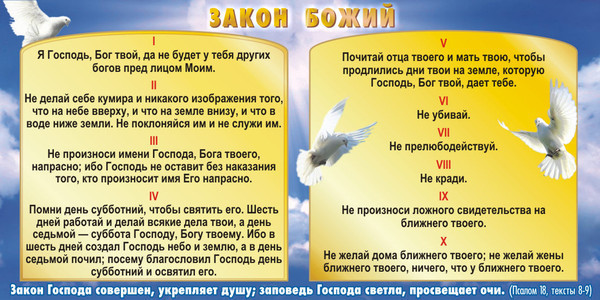 ЗАКОН БОЖИЙ
I
Я Господь, Бог твой, да не будет у тебя других
богов пред лицом Моим.
II
Не делай себе кумира и никакого изображения того,
что на небе вверху, и что на земле внизу, и что в
воде ниже земли. Не поклоняйся им и не служи им.
III
Не произноси имени Господа, Бога твоего,
напрасно; ибо Господь не оставит без наказания
того, кто произносит имя Его напрасно.
IV
Помни день субботний, чтобы святить его. Шесть
дней работай и делай всякие дела твои, а день
седьмой — суббота Господу, Богу твоему. Ибо в
шесть дней создал Господь небо и землю, а в день
седьмой почил; посему благословил Господь день
субботний и освятил его.
V
Почитай отца твоего и мать твою, чтобы
продлились дни твои на земле, которую
Господь, Бог твой, дает тебе.
VI
Не убивай.
VII
Не прелюбодействуй.
VIII
Не кради.
IX
Не произноси ложного свидетельства на
ближнего твоего.
X
Не желай дома ближнего твоего; не желай жены
ближнего твоего, ничего, что у ближнего твоего.
Закон Господа совершен, укрепляет душу; заповедь Господа светла, просвещает очи. (Псалом 18, тексты 8-9)